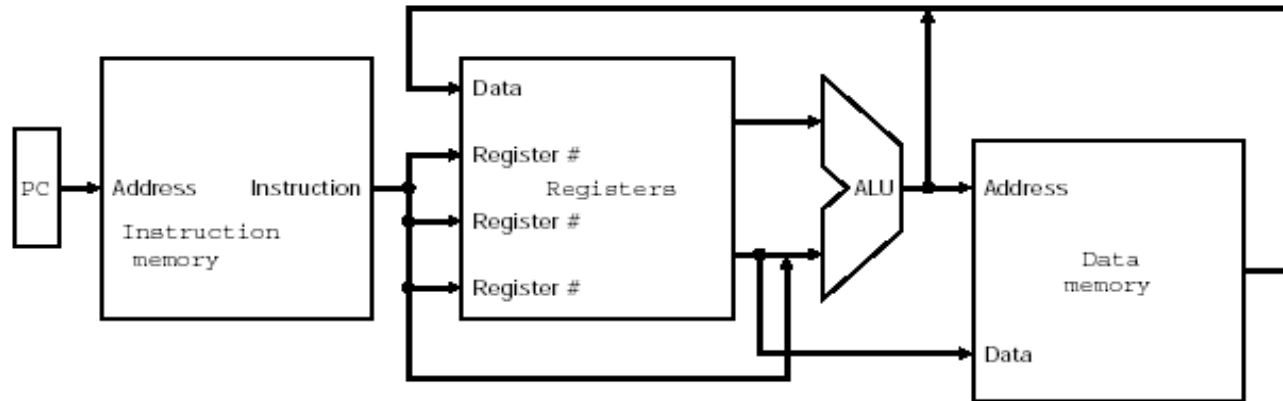 PC
Address
Instruction
Instruction
memory
Data
Register #
Register #
Register #
Registers
ALU
Address
Data
memory
Data